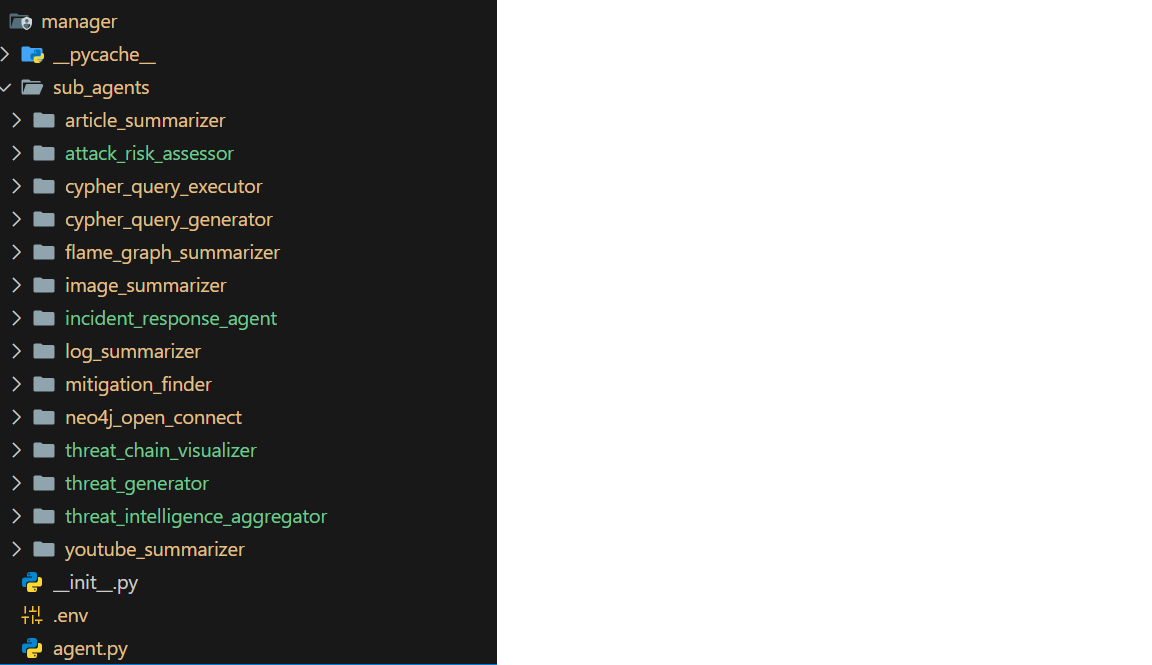 manager
__pycache__
sub_agents
article_summarizer
attack_risk_assessor
cypher_query_executor
cypher_query_generator
flame_graph_summarizer
image_summarizer
incident_response_agent
log_summarizer
mitigation_finder
neo4j_open_connect
threat_chain_visualizer
threat_generator
threat_intelligence_aggregator
youtube_summarizer
__init__.py
.env
agent.py